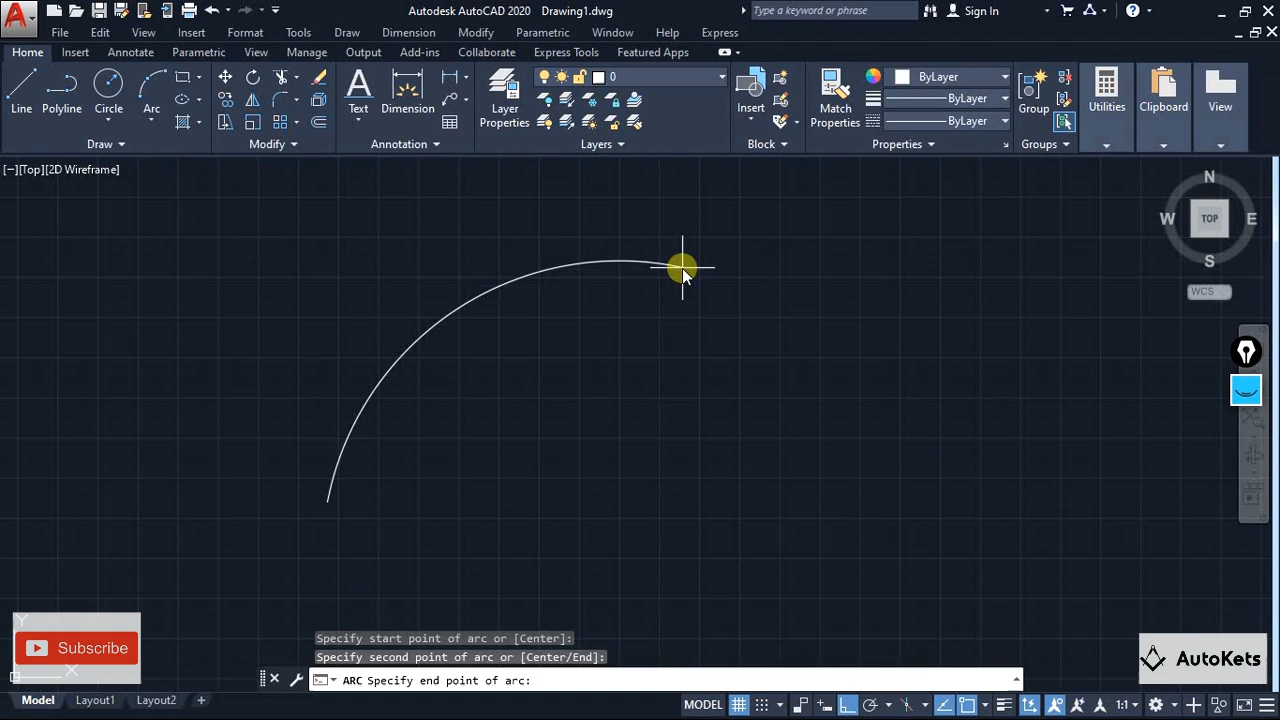 Autodesk AutoCAD 2020 Drawing1.dwg
Type a keyword or phrase
Sign In
File Edit View Insert Format Tools Draw Dimension Modify Parametric Window Help Express
Home Insert Annotate Parametric View Manage Output Add-ins Collaborate Express Tools Featured Apps
0
ByLayer
ByLayer
ByLayer
Line Polyline Circle Arc
Text Dimension
Layer
Properties
Insert
Match
Properties
Group
Utilities
Clipboard
View
Draw
Modify
Annotation
Layers
Block
Properties
Groups
[−][Top][2D Wireframe]
N
W
TOP
E
S
WCS
Y
Subscribe
X
Specify start point of arc or [Center]:
Specify second point of arc or [Center/End]:
ARC Specify end point of arc:
AutoKets
Model Layout1 Layout2 +
MODEL
1:1